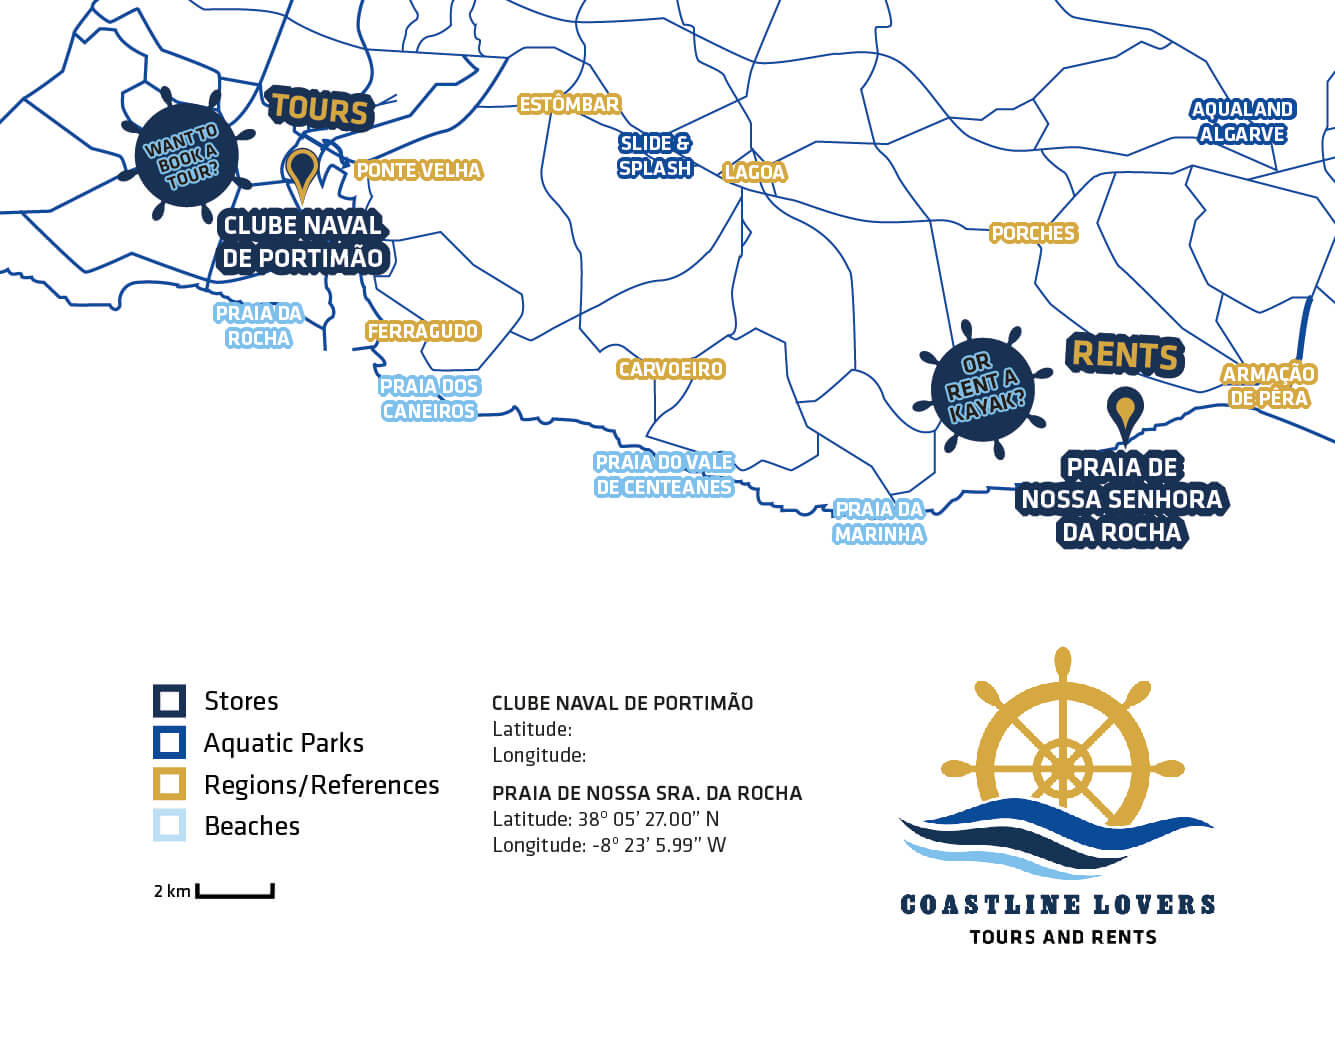 TOURS
ESTÔMBAR
AQUALAND
ALGARVE
WANT TO
BOOK A
TOUR?
SLIDE &
SPLASH
PONTE VELHA
LAGOA
CLUBE NAVAL
DE PORTIMÃO
PORCHES
PRAIA DA
ROCHA
FERRAGUDO
OR
RENT A
KAYAK?
RENTS
CARVOEIRO
ARMAÇÃO
DE PÊRA
PRAIA DOS
CANEIROS
PRAIA DO VALE
DE CENTEANES
PRAIA DE
NOSSA SENHORA
DA ROCHA
PRAIA DA
MARINHA
Stores
Aquatic Parks
Regions/References
Beaches
2 km
CLUBE NAVAL DE PORTIMÃO
Latitude:
Longitude:
PRAIA DE NOSSA SRA. DA ROCHA
Latitude: 38º 05’ 27.00” N
Longitude: -8º 23’ 5.99” W
COASTLINE LOVERS
TOURS AND RENTS